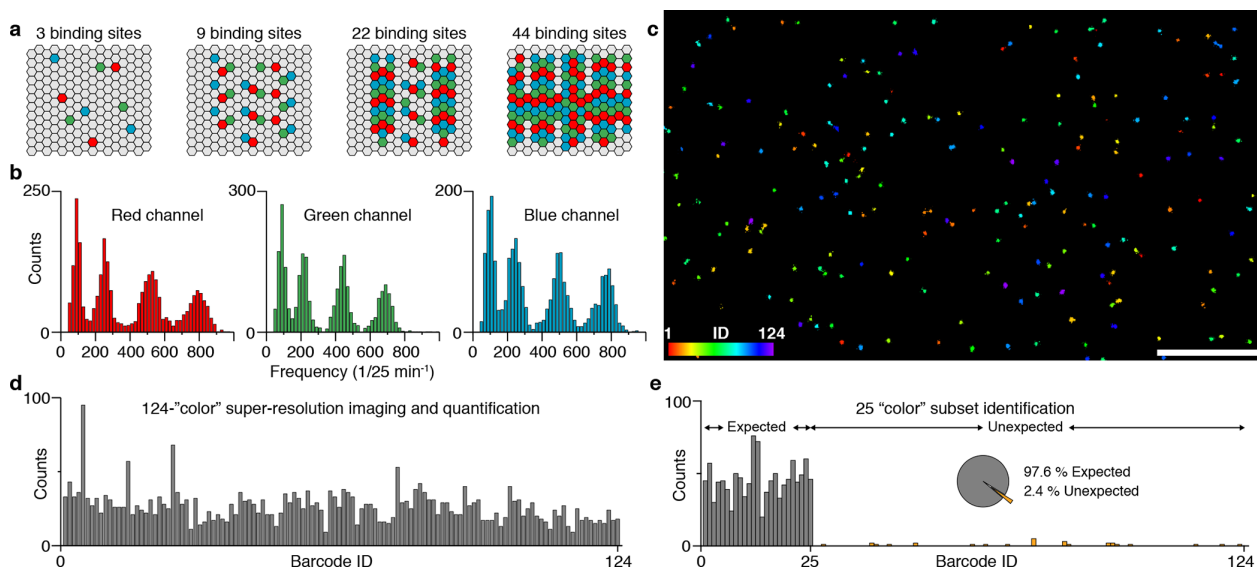 a
3 binding sites
9 binding sites
22 binding sites
44 binding sites
b
250
Counts
0
Red channel
0 200 400 600 800
300
0
Green channel
0 200 400 600 800
200
0
Blue channel
0 200 400 600 800
Frequency (1/25 min⁻¹)
c
1 ID 124
d
124-"color" super-resolution imaging and quantification
100
Counts
0
0 Barcode ID 124
e
25 “color” subset identification
100
Counts
0
Expected Unexpected
97.6 % Expected
2.4 % Unexpected
0 25 Barcode ID 124